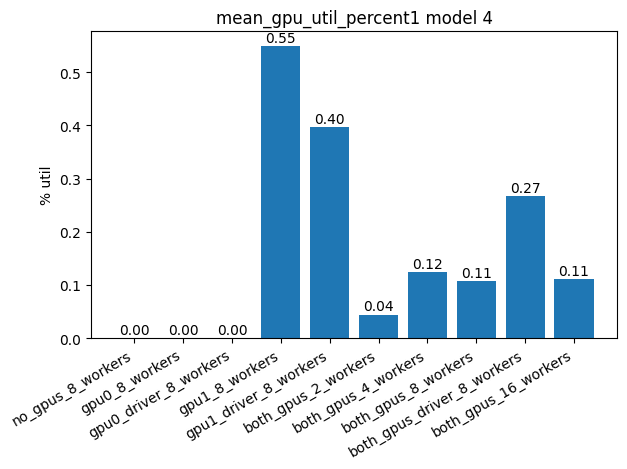 mean_gpu_util_percent1 model 4
% util
0.5
0.4
0.3
0.2
0.1
0.0
0.00
0.00
0.00
0.55
0.40
0.04
0.12
0.11
0.27
0.11
no_gpus_8_workers
gpu0_8_workers
gpu0_driver_8_workers
gpu1_8_workers
gpu1_driver_8_workers
both_gpus_2_workers
both_gpus_4_workers
both_gpus_8_workers
both_gpus_driver_8_workers
both_gpus_16_workers